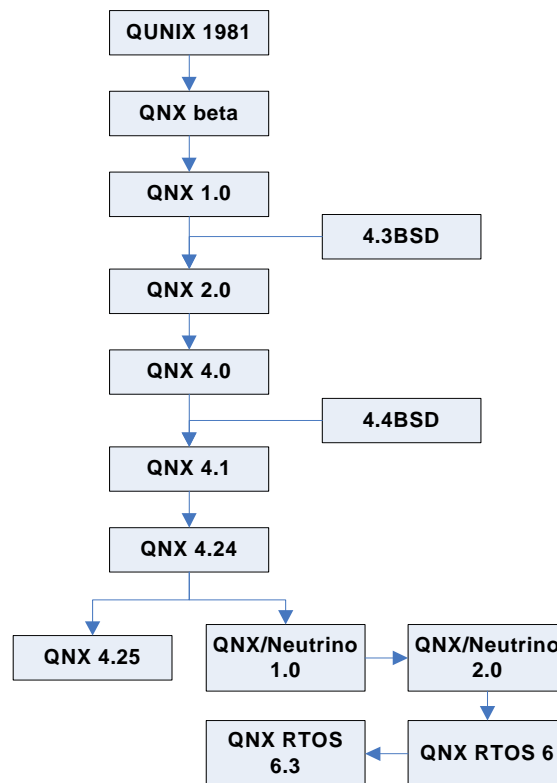 QUNIX 1981
QNX beta
QNX 1.0
4.3BSD
QNX 2.0
QNX 4.0
4.4BSD
QNX 4.1
QNX 4.24
QNX 4.25
QNX/Neutrino
1.0
QNX/Neutrino
2.0
QNX RTOS
6.3
QNX RTOS 6